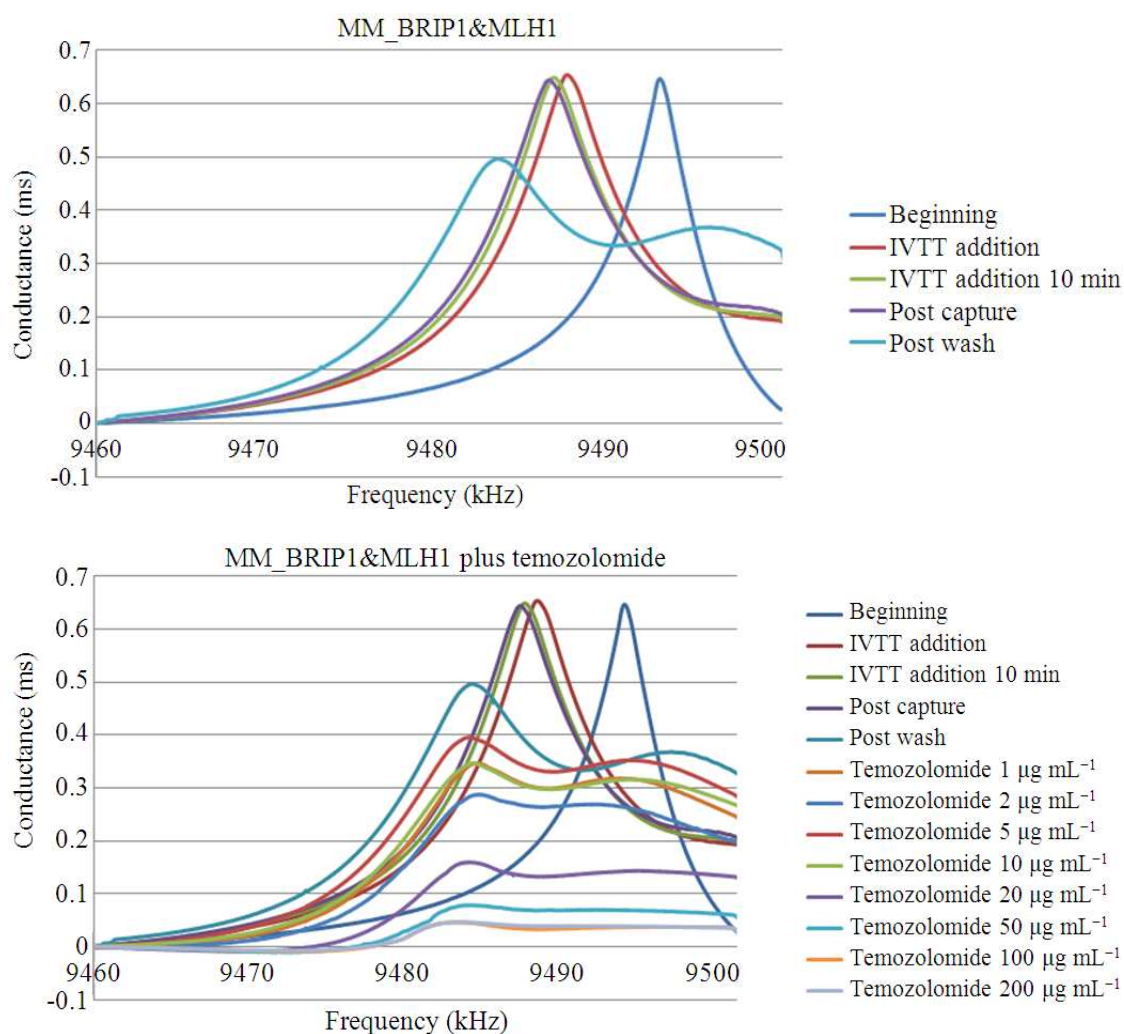 MM_BRIP1&MLH1
0.7
0.6
0.5
0.4
0.3
0.2
0.1
0
-0.1
Conductance (ms)
9460 9470 9480 9490 9500
Frequency (kHz)
Beginning
IVTT addition
IVTT addition 10 min
Post capture
Post wash
MM_BRIP1&MLH1 plus temozolomide
0.7
0.6
0.5
0.4
0.3
0.2
0.1
0
-0.1
Conductance (ms)
9460 9470 9480 9490 9500
Frequency (kHz)
Beginning
IVTT addition
IVTT addition 10 min
Post capture
Post wash
Temozolomide 1 μg mL⁻¹
Temozolomide 2 μg mL⁻¹
Temozolomide 5 μg mL⁻¹
Temozolomide 10 μg mL⁻¹
Temozolomide 20 μg mL⁻¹
Temozolomide 50 μg mL⁻¹
Temozolomide 100 μg mL⁻¹
Temozolomide 200 μg mL⁻¹